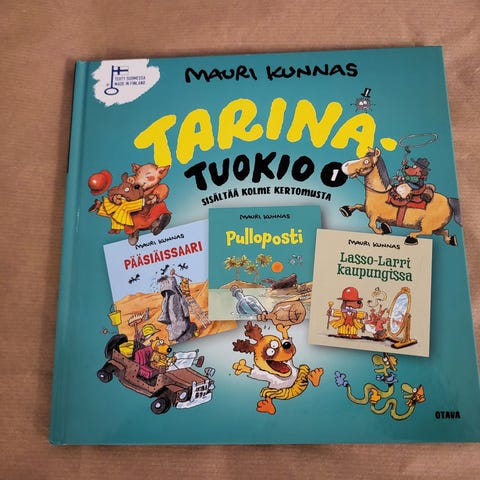 TEHTY SUOMESSA
MADE IN FINLAND
MAURI KUNNAS
TARINA-
TUOKIO 1
SISÄLTÄÄ KOLME KERTOMUSTA
MAURI KUNNAS
PÄÄSIÄISSAARI
MAURI KUNNAS
Pulloposti
MAURI KUNNAS
LASSO-LARRI
KAUPUNGISSA
OTAVA